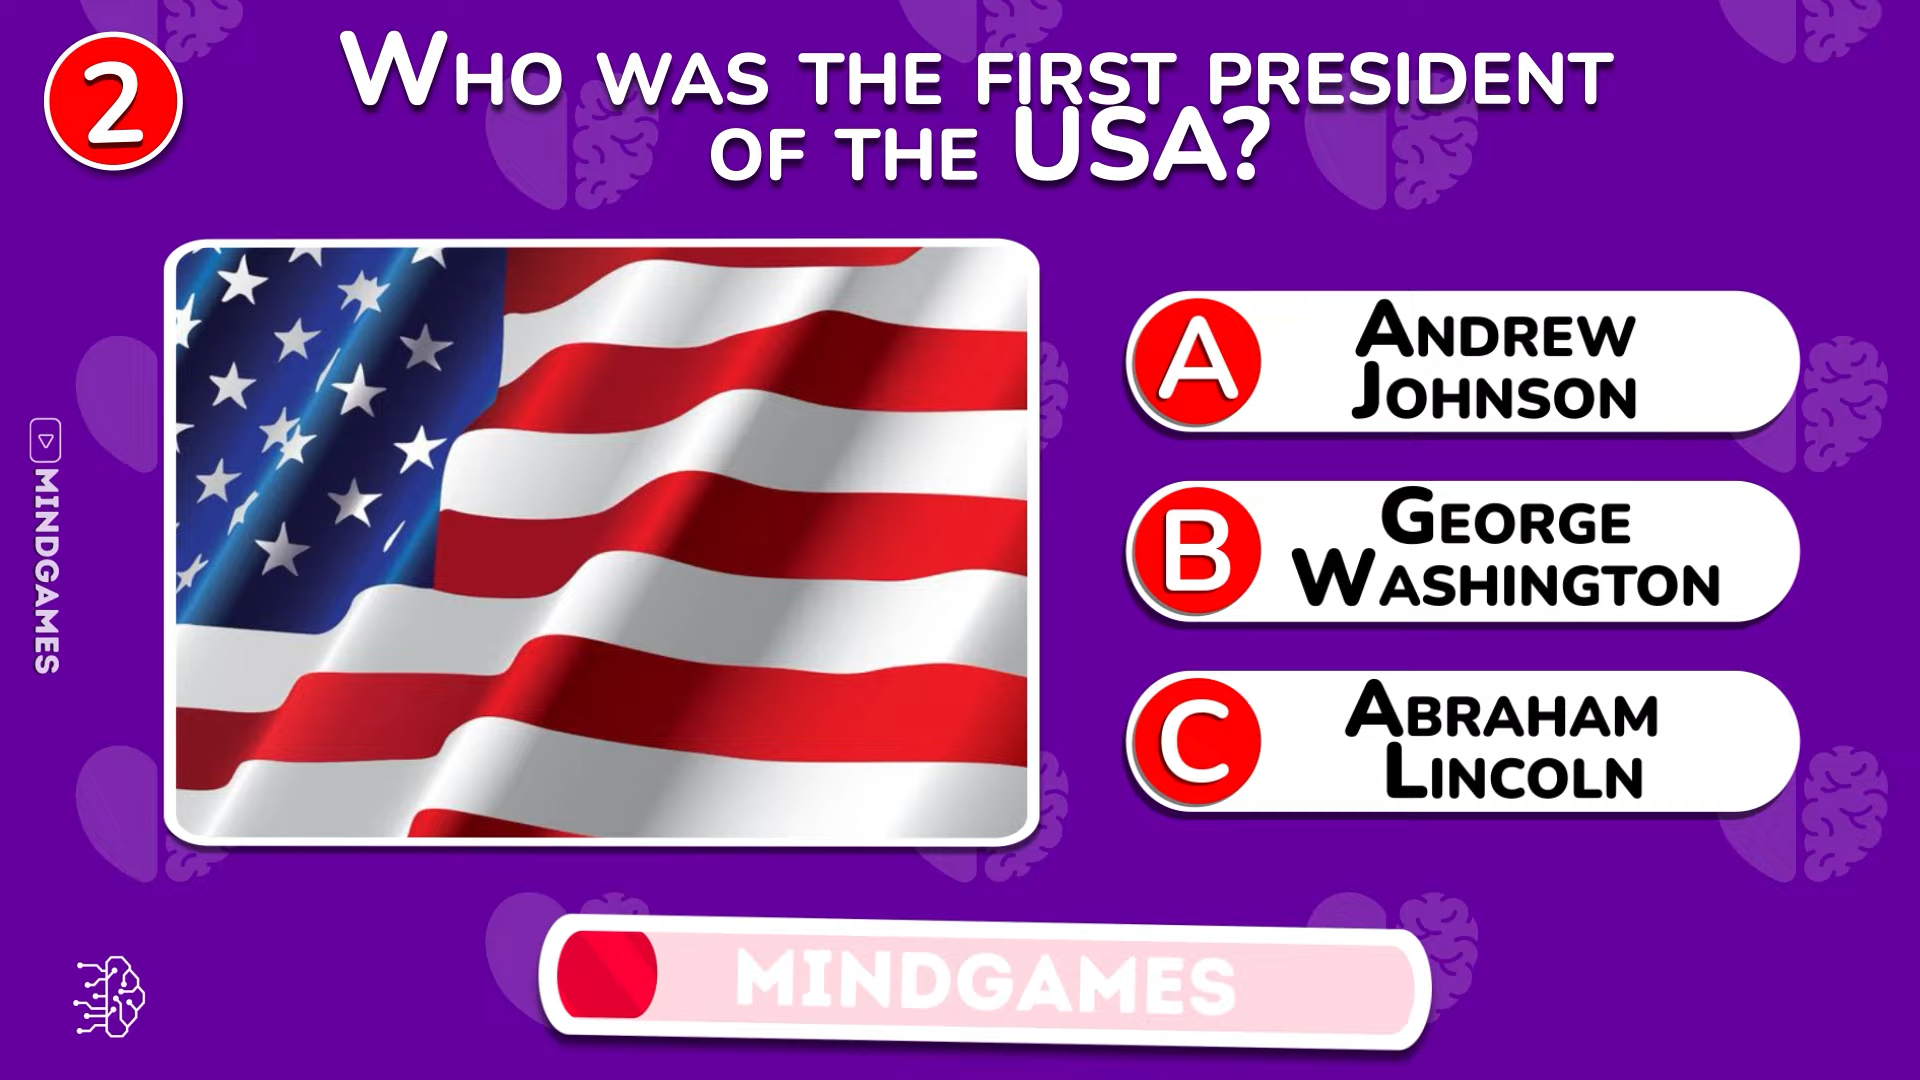 2
Who was the first president
of the USA?
A
Andrew
Johnson
B
George
Washington
C
Abraham
Lincoln
MINDGAMES
MINDGAMES